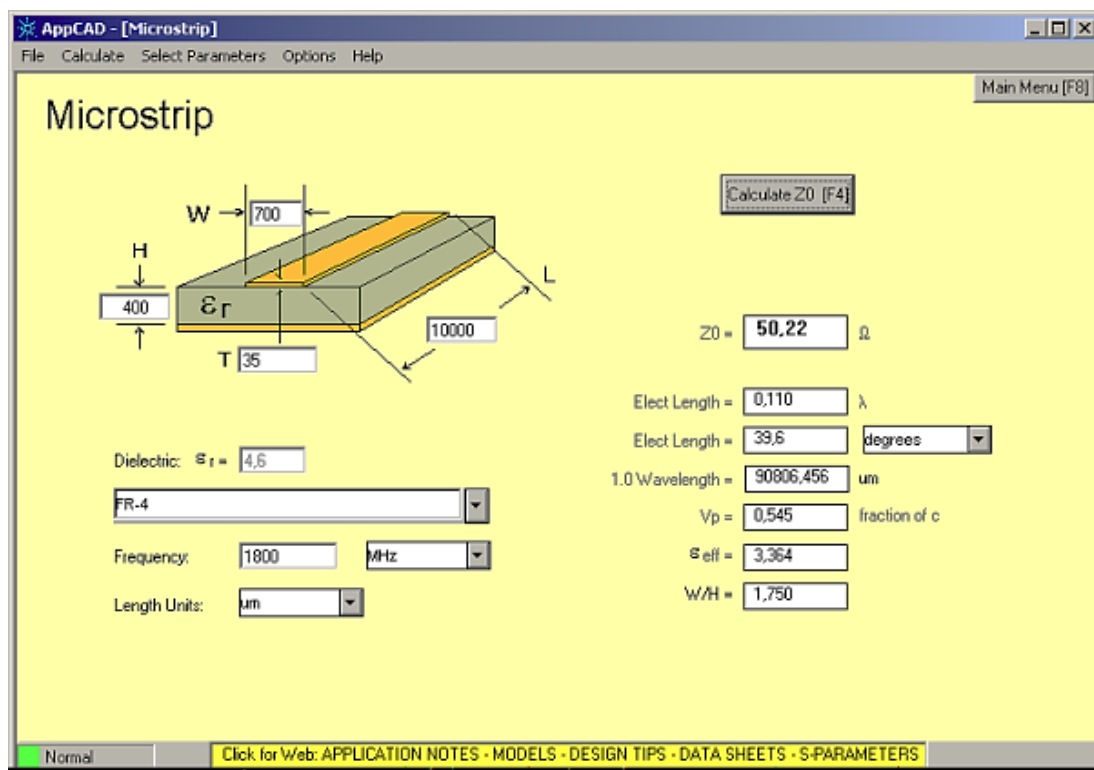 AppCAD - [Microstrip]
File Calculate Select Parameters Options Help
Main Menu [F8]
Microstrip
Calculate Z0 [F4]
W 700
H
L
400
εr
10000
T 35
Z0 = 50,22 Ω
Elect Length = 0,110 λ
Elect Length = 39,6 degrees
1.0 Wavelength = 90806,456 um
Vp = 0,545 fraction of c
εeff = 3,364
W/H = 1,750
Dielectric: εr = 4,6
FR-4
Frequency: 1800 MHz
Length Units: um
Normal
Click for Web: APPLICATION NOTES - MODELS - DESIGN TIPS - DATA SHEETS - S-PARAMETERS